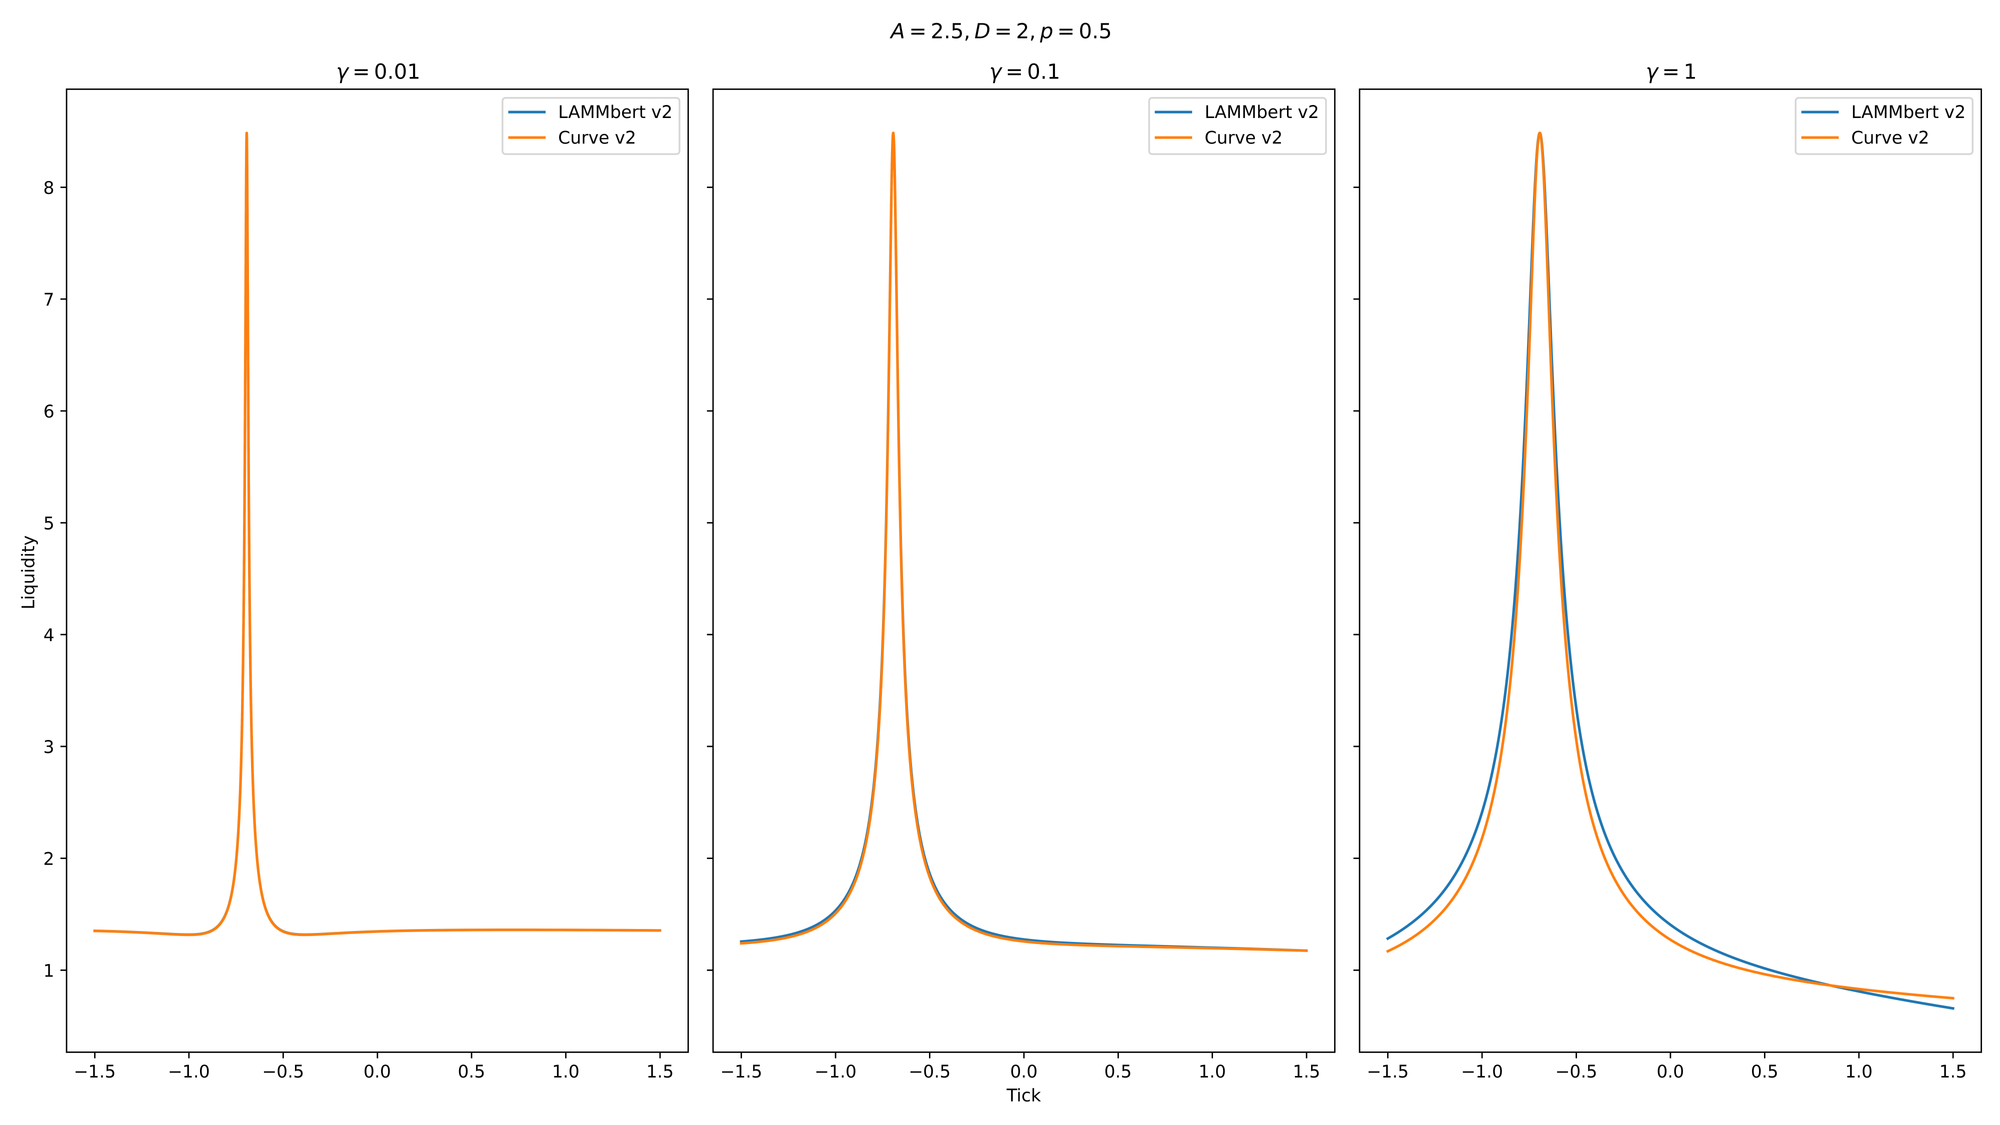 A = 2.5, D = 2, p = 0.5
γ = 0.01
γ = 0.1
γ = 1
LAMMbert v2
Curve v2
LAMMbert v2
Curve v2
LAMMbert v2
Curve v2
8
7
6
5
4
3
2
1
Liquidity
−1.5 −1.0 −0.5 0.0 0.5 1.0 1.5
−1.5 −1.0 −0.5 0.0 0.5 1.0 1.5
−1.5 −1.0 −0.5 0.0 0.5 1.0 1.5
Tick